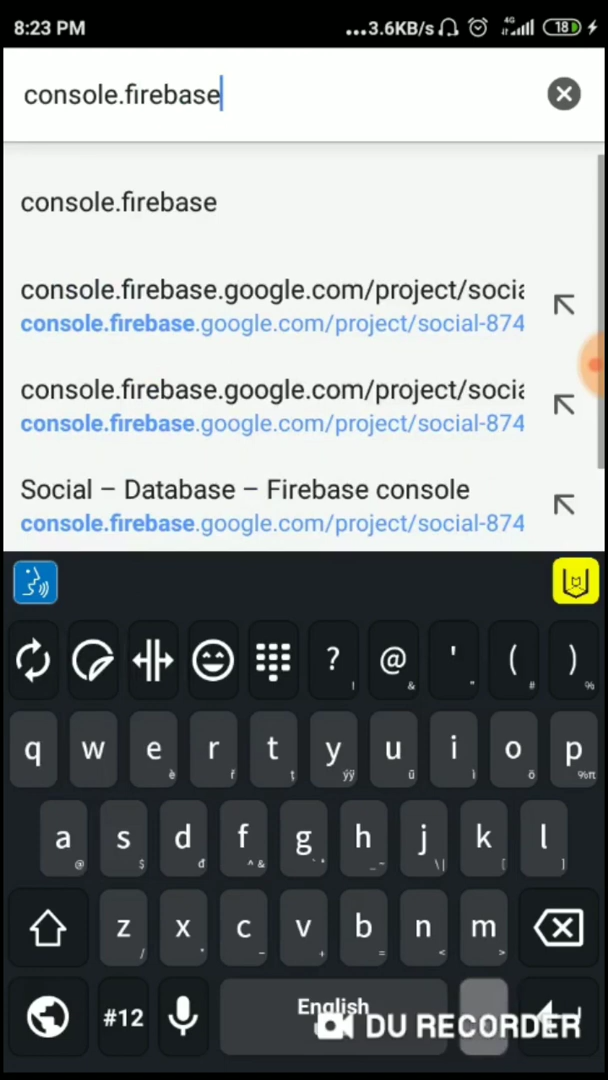 8:23 PM ...3.6KB/s 4G 18
console.firebase
console.firebase
console.firebase.google.com/project/socia
console.firebase.google.com/project/social-874
console.firebase.google.com/project/socia
console.firebase.google.com/project/social-874
Social – Database – Firebase console
console.firebase.google.com/project/social-874
? ! @ & ' " ( # ) %
q w e è r ř t ţ y ýÿ u ū i ì o ö p %π
a @ s $ d đ f ^ & g h _ ~ j \ | k [ l ]
z / x * c - v + b = n < m >
#12 English
DU RECORDER